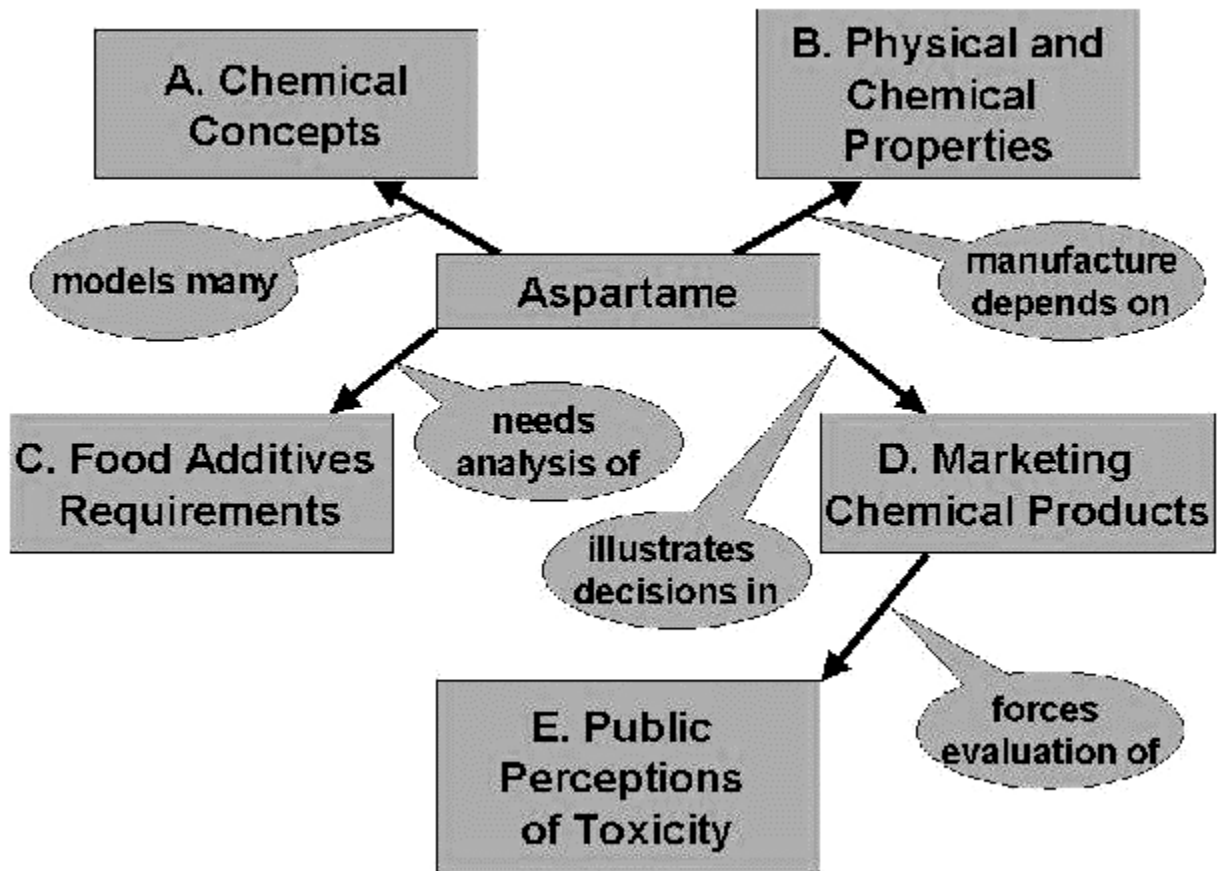 A. Chemical
Concepts
B. Physical and
Chemical
Properties
models many
Aspartame
manufacture
depends on
C. Food Additives
Requirements
needs
analysis of
D. Marketing
Chemical Products
illustrates
decisions in
E. Public
Perceptions
of Toxicity
forces
evaluation of